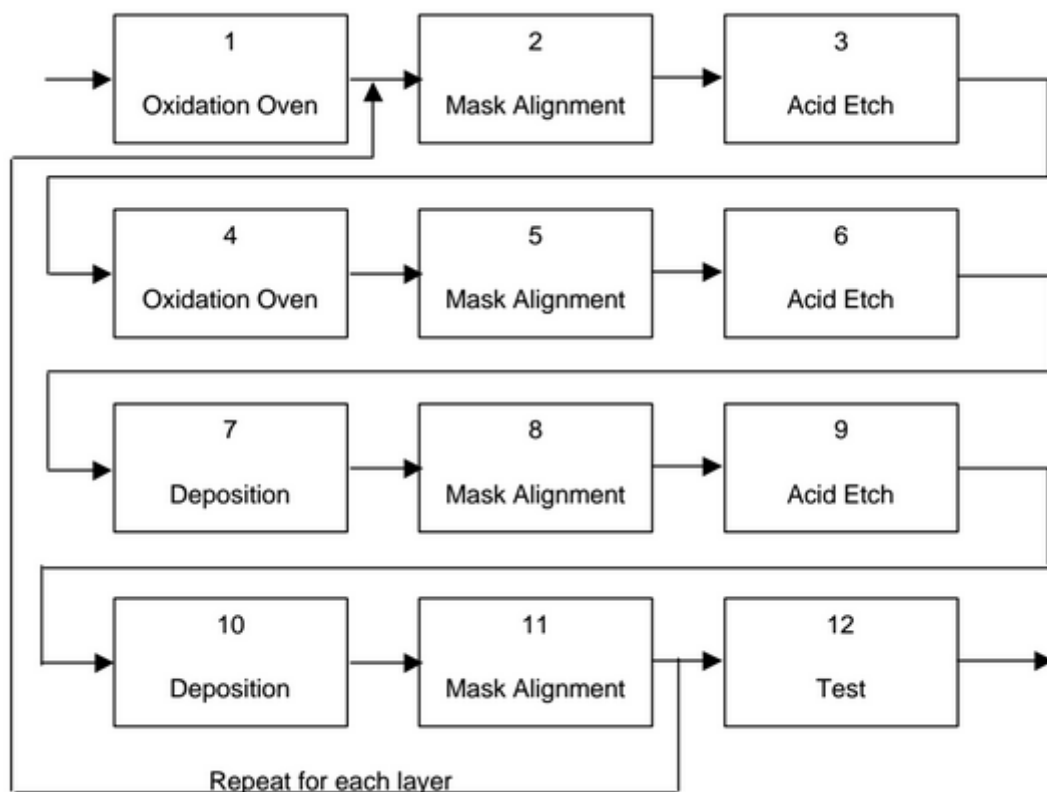 1
Oxidation Oven
2
Mask Alignment
3
Acid Etch
4
Oxidation Oven
5
Mask Alignment
6
Acid Etch
7
Deposition
8
Mask Alignment
9
Acid Etch
10
Deposition
11
Mask Alignment
12
Test
Repeat for each layer